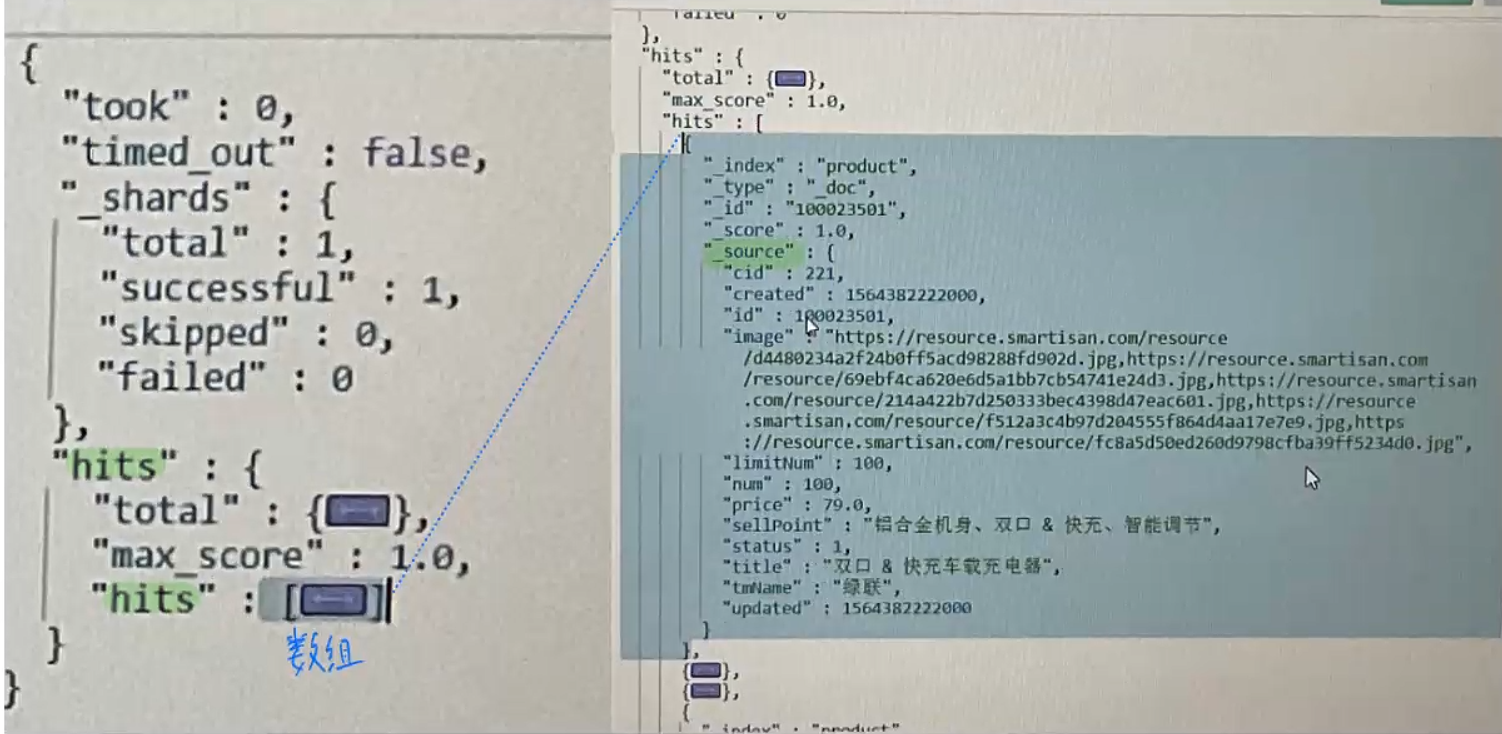 {
"took" : 0,
"timed_out" : false,
"_shards" : {
"total" : 1,
"successful" : 1,
"skipped" : 0,
"failed" : 0
},
"hits" : {
"total" : {},
"max_score" : 1.0,
"hits" : []
数组
}
}
"failed" : 0
},
"hits" : {
"total" : {},
"max_score" : 1.0,
"hits" : [
{
"_index" : "product",
"_type" : "_doc",
"_id" : "100023501",
"_score" : 1.0,
"_source" : {
"cid" : 221,
"created" : 1564382222000,
"id" : 100023501,
"image" : "https://resource.smartisan.com/resource
/d4480234a2f24b0ff5acd98288fd902d.jpg,https://resource.smartisan.com
/resource/69ebf4ca620e6d5a1bb7cb54741e24d3.jpg,https://resource.smartisan
.com/resource/214a422b7d250333bec4398d47eac601.jpg,https://resource
.smartisan.com/resource/f512a3c4b97d204555f864d4aa17e7e9.jpg,https
://resource.smartisan.com/resource/fc8a5d50ed260d9798cfba39ff5234d0.jpg",
"limitNum" : 100,
"num" : 100,
"price" : 79.0,
"sellPoint" : "铝合金机身、双口 & 快充、智能调节",
"status" : 1,
"title" : "双口 & 快充车载充电器",
"tmName" : "绿联",
"updated" : 1564382222000
}
},
{},
{},
{
"_index" : "product"